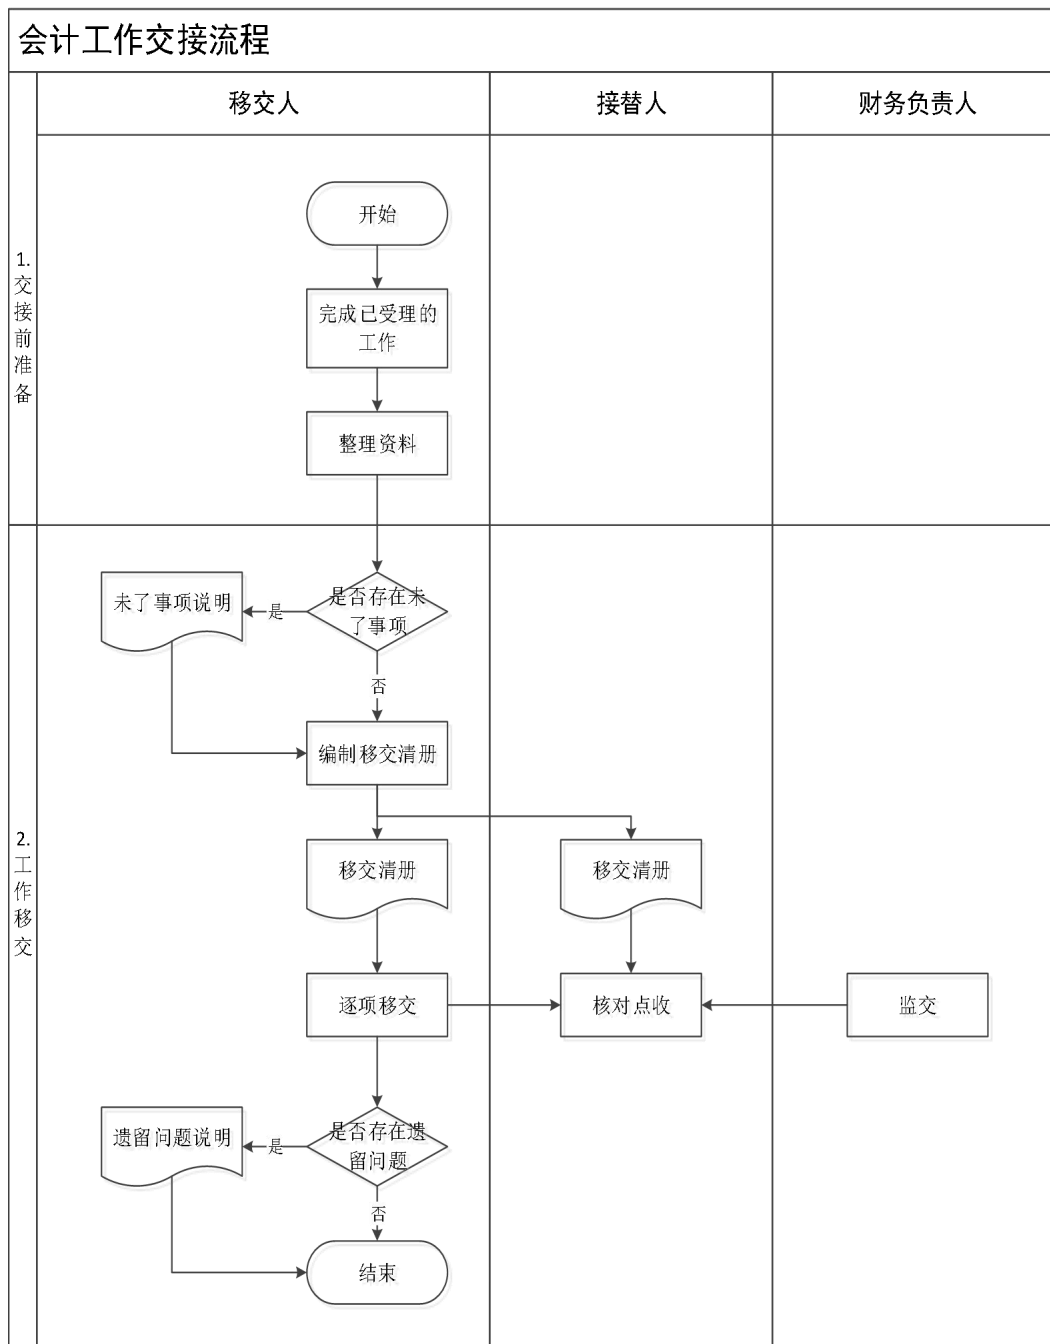 会计工作交接流程
移交人
接替人
财务负责人
1.
交
接
前
准
备
开始
完成已受理的
工作
整理资料
2.
工
作
移
交
未了事项说明
是
是否存在未
了事项
否
编制移交清册
移交清册
移交清册
逐项移交
核对点收
监交
遗留问题说明
是
是否存在遗
留问题
否
结束